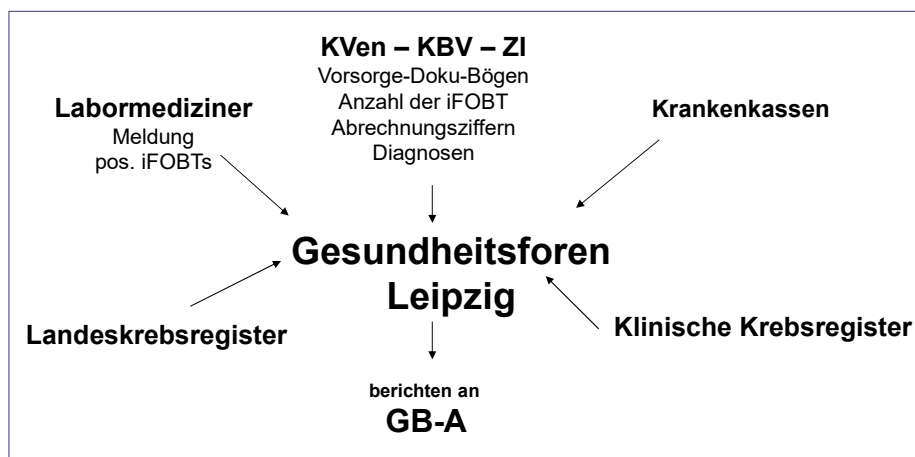 KVen – KBV – ZI
Vorsorge-Doku-Bögen
Anzahl der iFOBT
Abrechnungsziffern
Diagnosen
Labormediziner
Meldung
pos. iFOBTs
Krankenkassen
Gesundheitsforen
Leipzig
Landeskrebsregister
Klinische Krebsregister
berichten an
GB-A